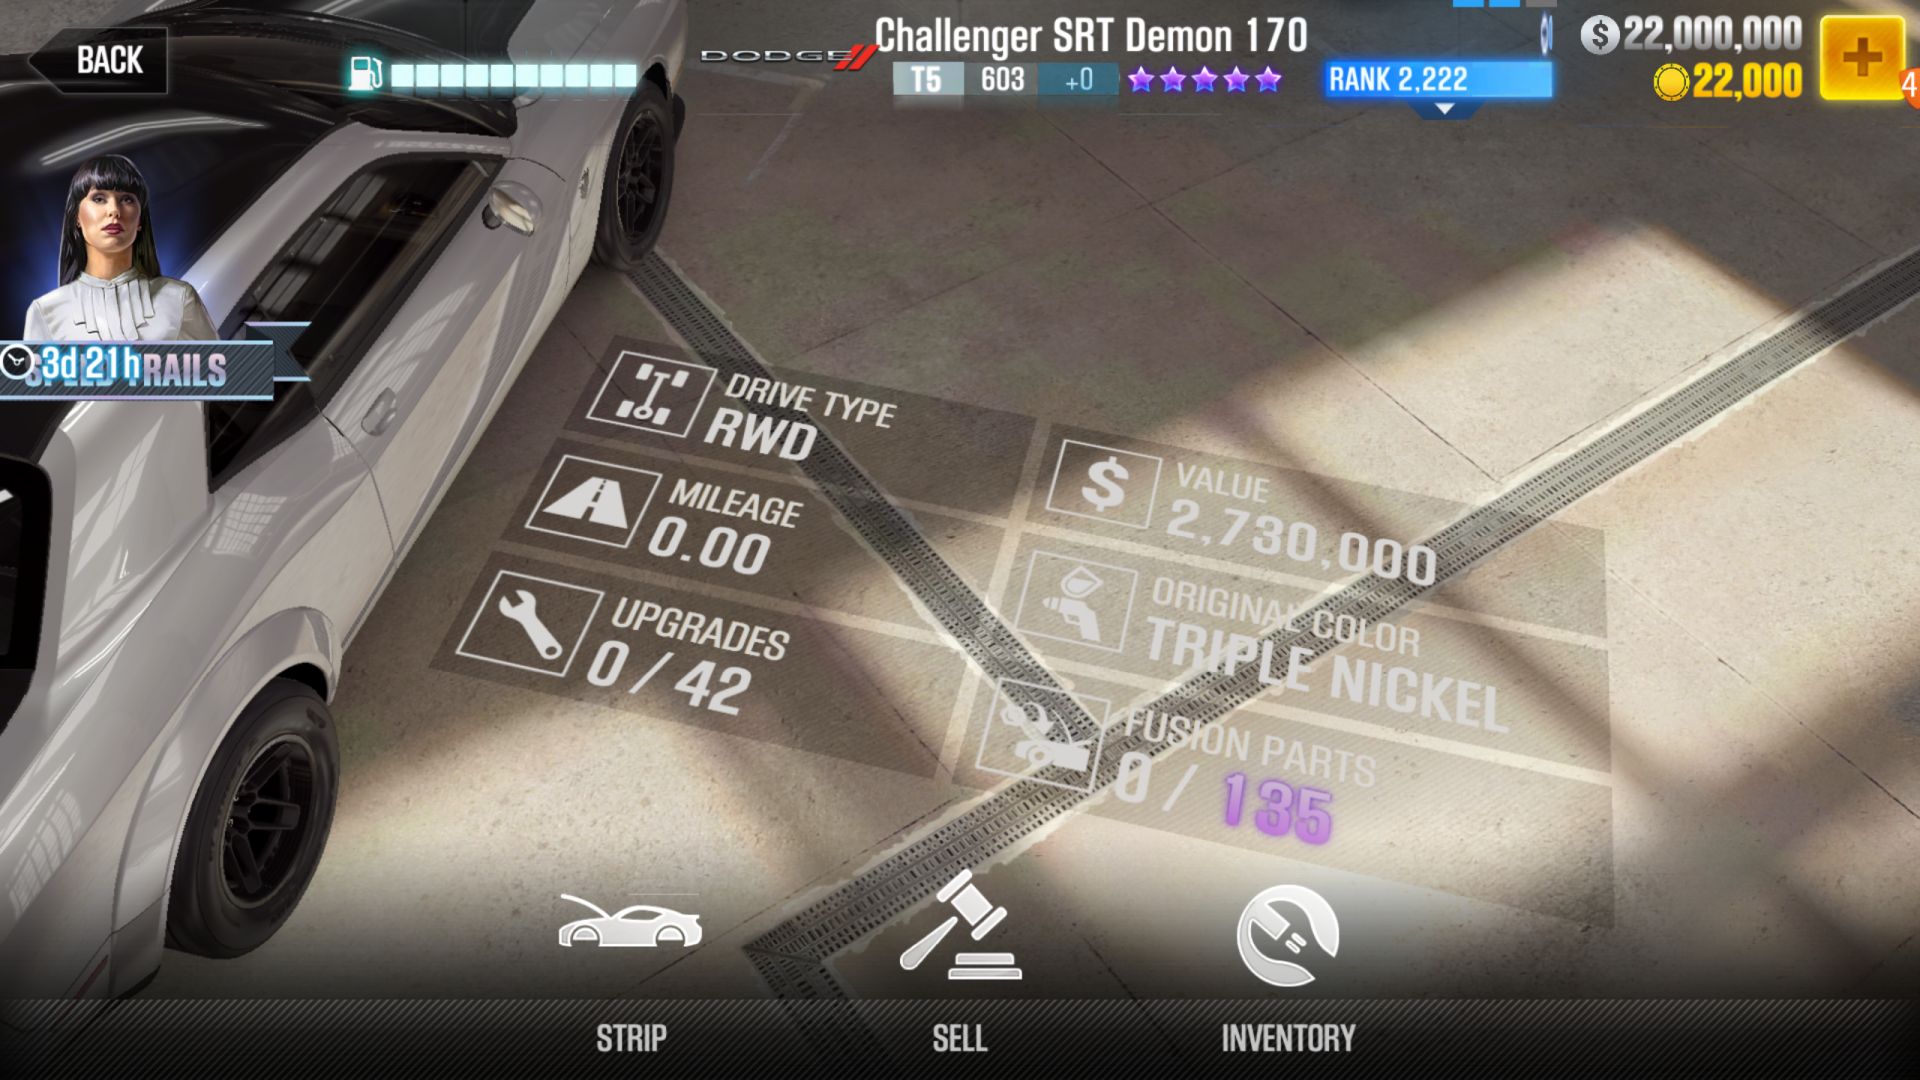 BACK
DODGE
Challenger SRT Demon 170
T5 603 +0
RANK 2,222
$ 22,000,000
22,000
4
3d 21h
SPEED TRAILS
DRIVE TYPE
RWD
MILEAGE
0.00
UPGRADES
0 / 42
$
VALUE
2,730,000
ORIGINAL COLOR
TRIPLE NICKEL
FUSION PARTS
0 / 135
STRIP
SELL
INVENTORY